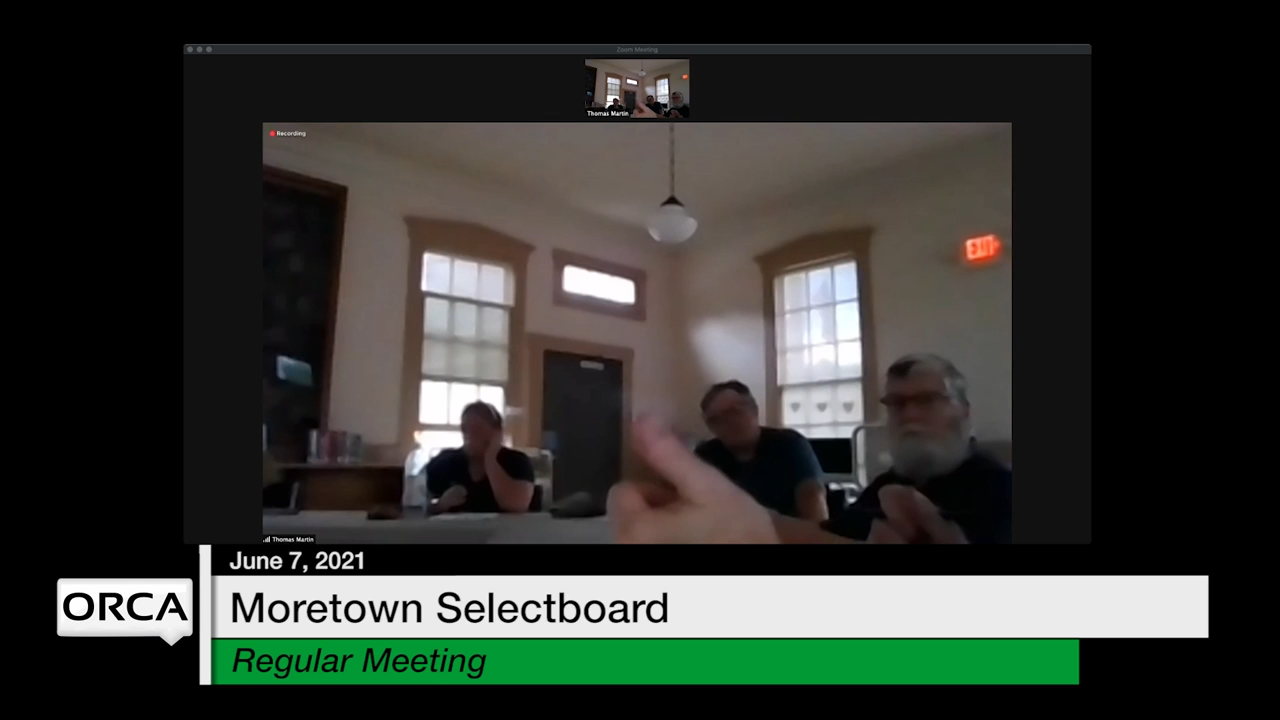 Zoom Meeting
Thomas Martin
Recording
EXIT
Thomas Martin
June 7, 2021
ORCA
Moretown Selectboard
Regular Meeting